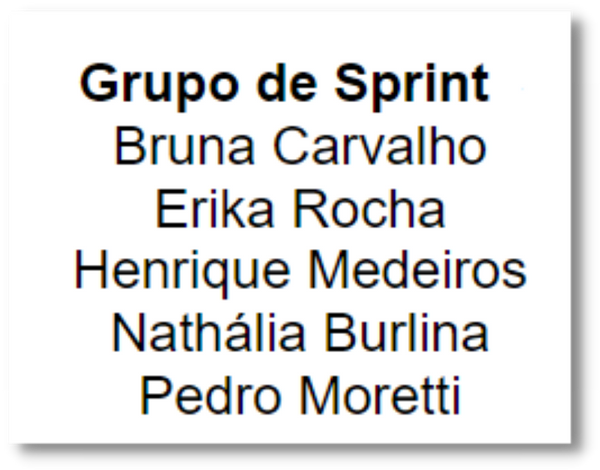 Grupo de Sprint
Bruna Carvalho
Erika Rocha
Henrique Medeiros
Nathália Burlina
Pedro Moretti